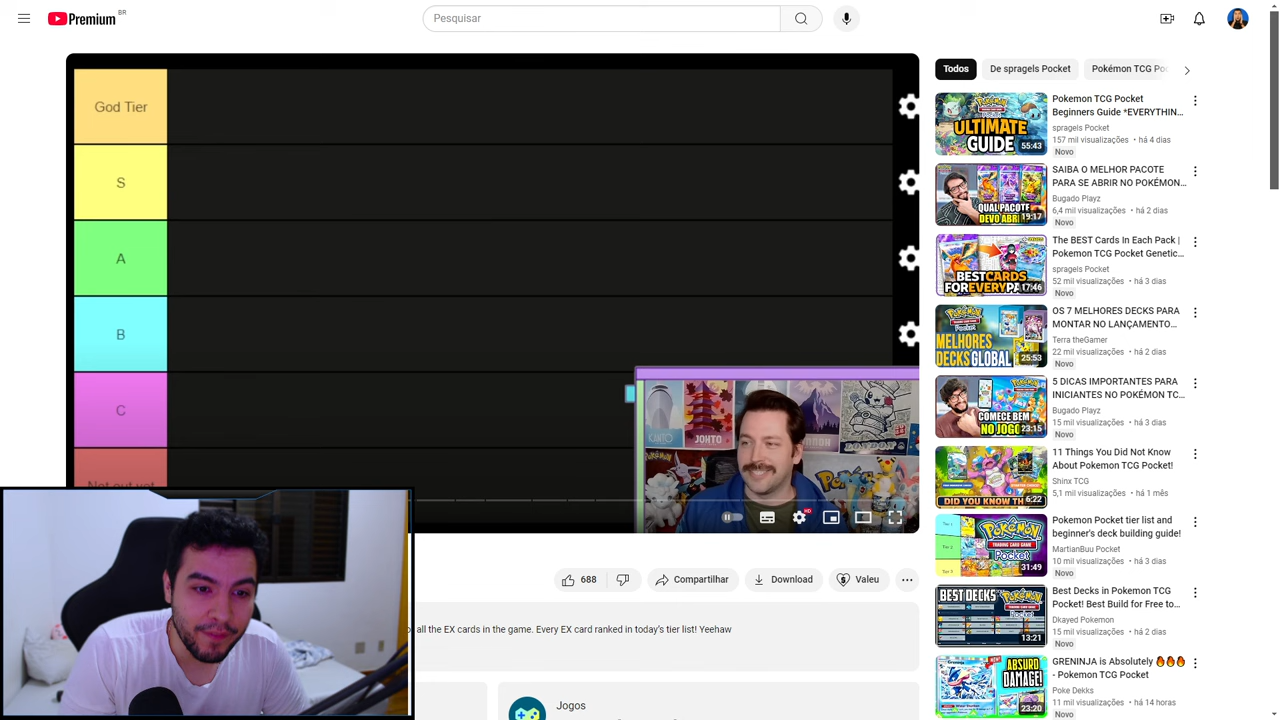 Premium BR
Pesquisar
God Tier
S
A
B
C
Not out yet
KANTO
JOHTO
HD
688
Compartilhar
Download
Valeu
all the EX cards in the
in today's tier
Jogos
Todos
De spragels Pocket
Pokémon TCG Poc
ULTIMATE
GUIDE
55:43
Pokemon TCG Pocket
Beginners Guide *EVERYTHIN...
spragels Pocket
157 mil visualizações • há 4 dias
Novo
QUAL PACOTE
DEVO ABRI
19:17
SAIBA O MELHOR PACOTE
PARA SE ABRIR NO POKÉMON...
Bugado Playz
6,4 mil visualizações • há 2 dias
Novo
BEST CARDS
FOR EVERY PA
17:46
The BEST Cards In Each Pack |
Pokemon TCG Pocket Genetic...
spragels Pocket
52 mil visualizações • há 3 dias
Novo
MELHORES
DECKS GLOBAL
25:53
OS 7 MELHORES DECKS PARA
MONTAR NO LANÇAMENTO...
Terra theGamer
22 mil visualizações • há 2 dias
Novo
COMECE BEM
NO JOGO
23:15
5 DICAS IMPORTANTES PARA
INICIANTES NO POKÉMON TC...
Bugado Playz
15 mil visualizações • há 3 dias
Novo
DID YOU KNOW TH
6:22
11 Things You Did Not Know
About Pokemon TCG Pocket!
Shinx TCG
5,1 mil visualizações • há 1 mês
Pokémon
Pocket
31:49
Pokemon Pocket tier list and
beginner's deck building guide!
MartianBuu Pocket
10 mil visualizações • há 3 dias
Novo
BEST DECKS
13:21
Best Decks in Pokemon TCG
Pocket! Best Build for Free to...
Dkayed Pokemon
15 mil visualizações • há 2 dias
Novo
ABSURD
DAMAGE!
23:20
GRENINJA is Absolutely 🔥🔥🔥
- Pokemon TCG Pocket
Poke Dekks
3 mil visualizações • há 14 horas
Novo